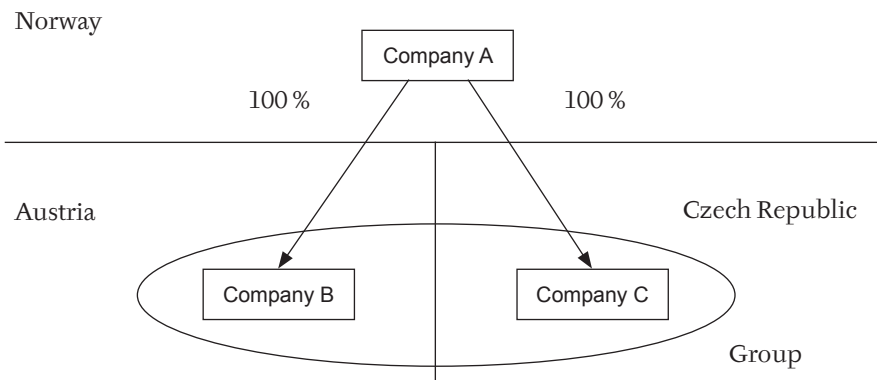 Norway
Company A
100 %
100 %
Austria
Czech Republic
Company B
Company C
Group